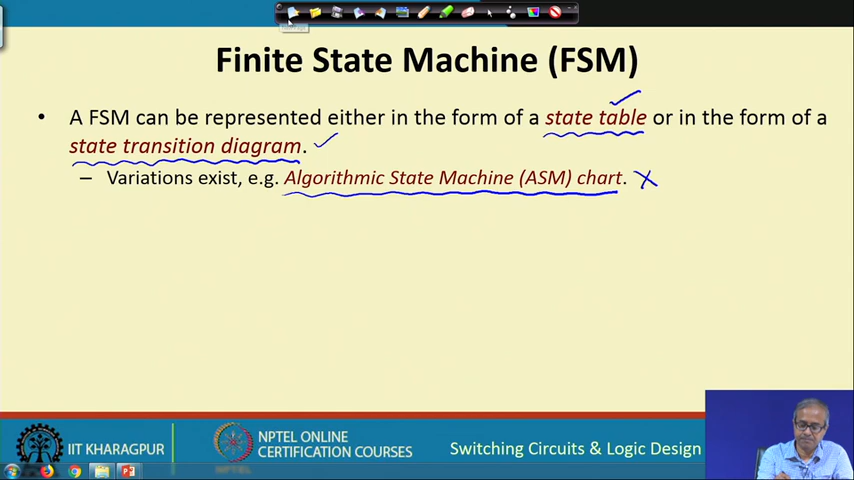 Finite State Machine (FSM)
• A FSM can be represented either in the form of a state table or in the form of a
state transition diagram.
– Variations exist, e.g. Algorithmic State Machine (ASM) chart.
IIT KHARAGPUR
NPTEL ONLINE
CERTIFICATION COURSES
NPTEL
Switching Circuits & Logic Design